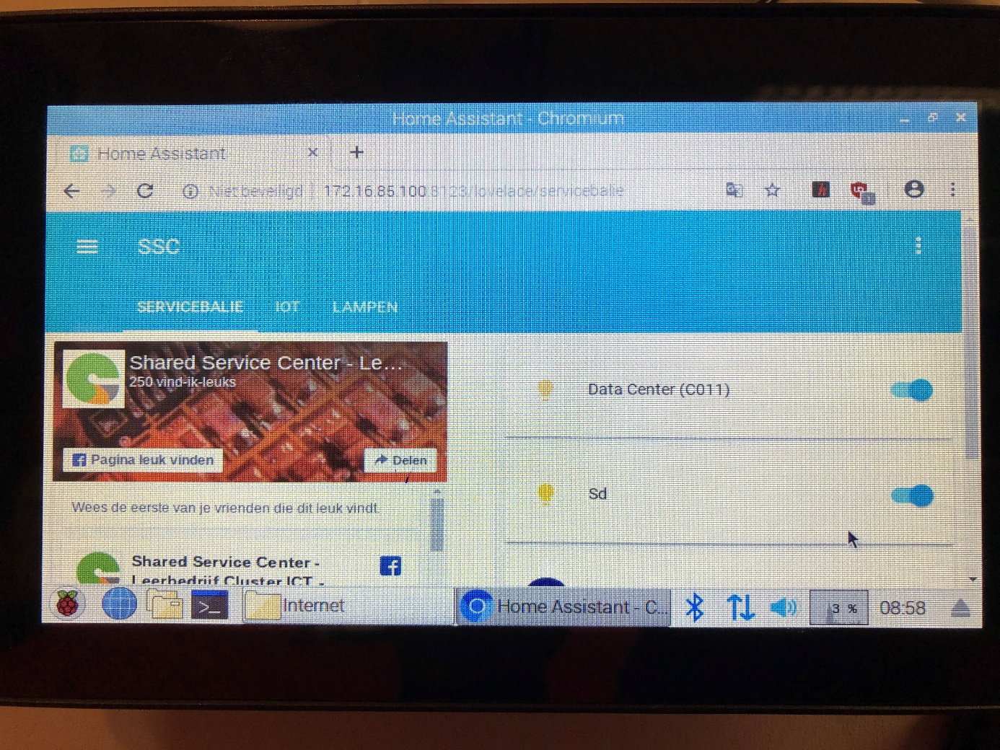 Home Assistant - Chromium
Home Assistant
Niet beveiligd
172.16.85.100:8123/lovelace/servicebalie
SSC
SERVICEBALIE
IOT
LAMPEN
Shared Service Center - Le...
250 vind-ik-leuks
Pagina leuk vinden
Delen
Wees de eerste van je vrienden die dit leuk vindt.
Shared Service Center -
Leerbedrijf Cluster ICT -
Data Center (C011)
Sd
Internet
Home Assistant - C...
3 %
08:58